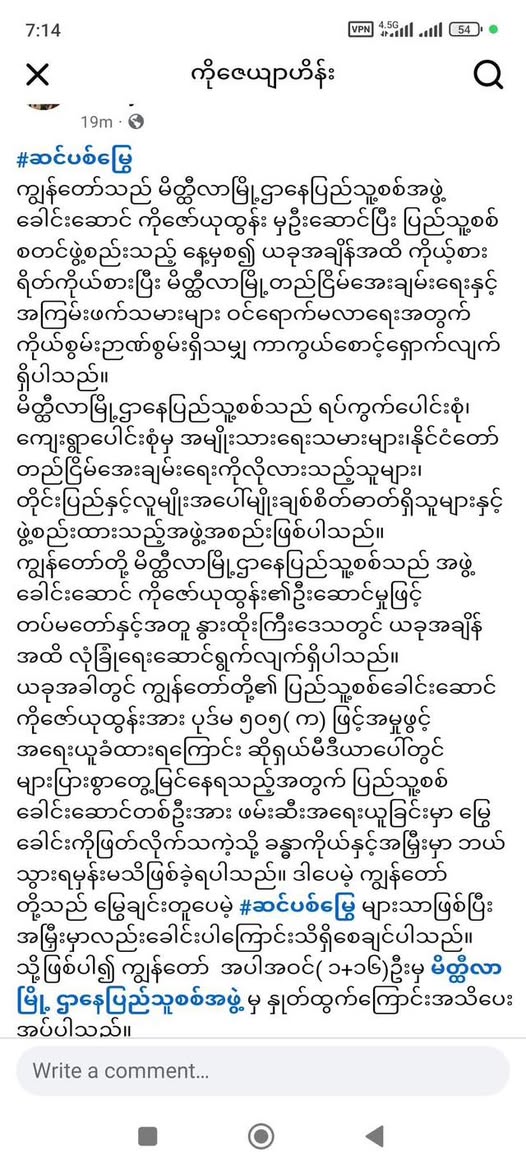 7:14
VPN 4.5G 54
ကိုဇေယျာဟိန်း
19m
#ဆင်ပစ်မြွေ
ကျွန်တော်သည် မိတ္ထီလာမြို့ဌာနေပြည်သူ့စစ်အဖွဲ့
ခေါင်းဆောင် ကိုဇော်ယုထွန်း မှဦးဆောင်ပြီး ပြည်သူ့စစ်
စတင်ဖွဲ့စည်းသည့် နေ့မှစ၍ ယခုအချိန်အထိ ကိုယ့်စား
ရိတ်ကိုယ်စားပြီး မိတ္ထီလာမြို့တည်ငြိမ်အေးချမ်းရေးနှင့်
အကြမ်းဖက်သမားများ ဝင်ရောက်မလာရေးအတွက်
ကိုယ်စွမ်းဉာဏ်စွမ်းရှိသမျှ ကာကွယ်စောင့်ရှောက်လျက်
ရှိပါသည်။
မိတ္ထီလာမြို့ဌာနေပြည်သူ့စစ်သည် ရပ်ကွက်ပေါင်းစုံ၊
ကျေးရွာပေါင်းစုံမှ အမျိုးသားရေးသမားများ၊နိုင်ငံတော်
တည်ငြိမ်အေးချမ်းရေးကိုလိုလားသည့်သူများ၊
တိုင်းပြည်နှင့်လူမျိုးအပေါ်မျိုးချစ်စိတ်ဓာတ်ရှိသူများနှင့်
ဖွဲ့စည်းထားသည့်အဖွဲ့အစည်းဖြစ်ပါသည်။
ကျွန်တော်တို့ မိတ္ထီလာမြို့ဌာနေပြည်သူ့စစ်သည် အဖွဲ့
ခေါင်းဆောင် ကိုဇော်ယုထွန်း၏ဦးဆောင်မှုဖြင့်
တပ်မတော်နှင့်အတူ နွားထိုးကြီးဒေသတွင် ယခုအချိန်
အထိ လုံခြုံရေးဆောင်ရွက်လျက်ရှိပါသည်။
ယခုအခါတွင် ကျွန်တော်တို့၏ ပြည်သူ့စစ်ခေါင်းဆောင်
ကိုဇော်ယုထွန်းအား ပုဒ်မ ၅၀၅( က) ဖြင့်အမှုဖွင့်
အရေးယူခံထားရကြောင်း ဆိုရှယ်မီဒီယာပေါ်တွင်
များပြားစွာတွေ့မြင်နေရသည့်အတွက် ပြည်သူ့စစ်
ခေါင်းဆောင်တစ်ဦးအား ဖမ်းဆီးအရေးယူခြင်းမှာ မြွေ
ခေါင်းကိုဖြတ်လိုက်သကဲ့သို့ ခန္ဓာကိုယ်နှင့်အမြှီးမှာ ဘယ်
သွားရမှန်းမသိဖြစ်ခဲ့ရပါသည်။ ဒါပေမဲ့ ကျွန်တော်
တို့သည် မြွေချင်းတူပေမဲ့ #ဆင်ပစ်မြွေ များသာဖြစ်ပြီး
အမြှီးမှာလည်းခေါင်းပါကြောင်းသိရှိစေချင်ပါသည်။
သို့ဖြစ်ပါ၍ ကျွန်တော် အပါအဝင်( ၁+၁၆)ဦးမှ မိတ္ထီလာ
မြို့ ဌာနေပြည်သူစစ်အဖွဲ့ မှ နှုတ်ထွက်ကြောင်းအသိပေး
အပ်ပါသည်။
Write a comment...